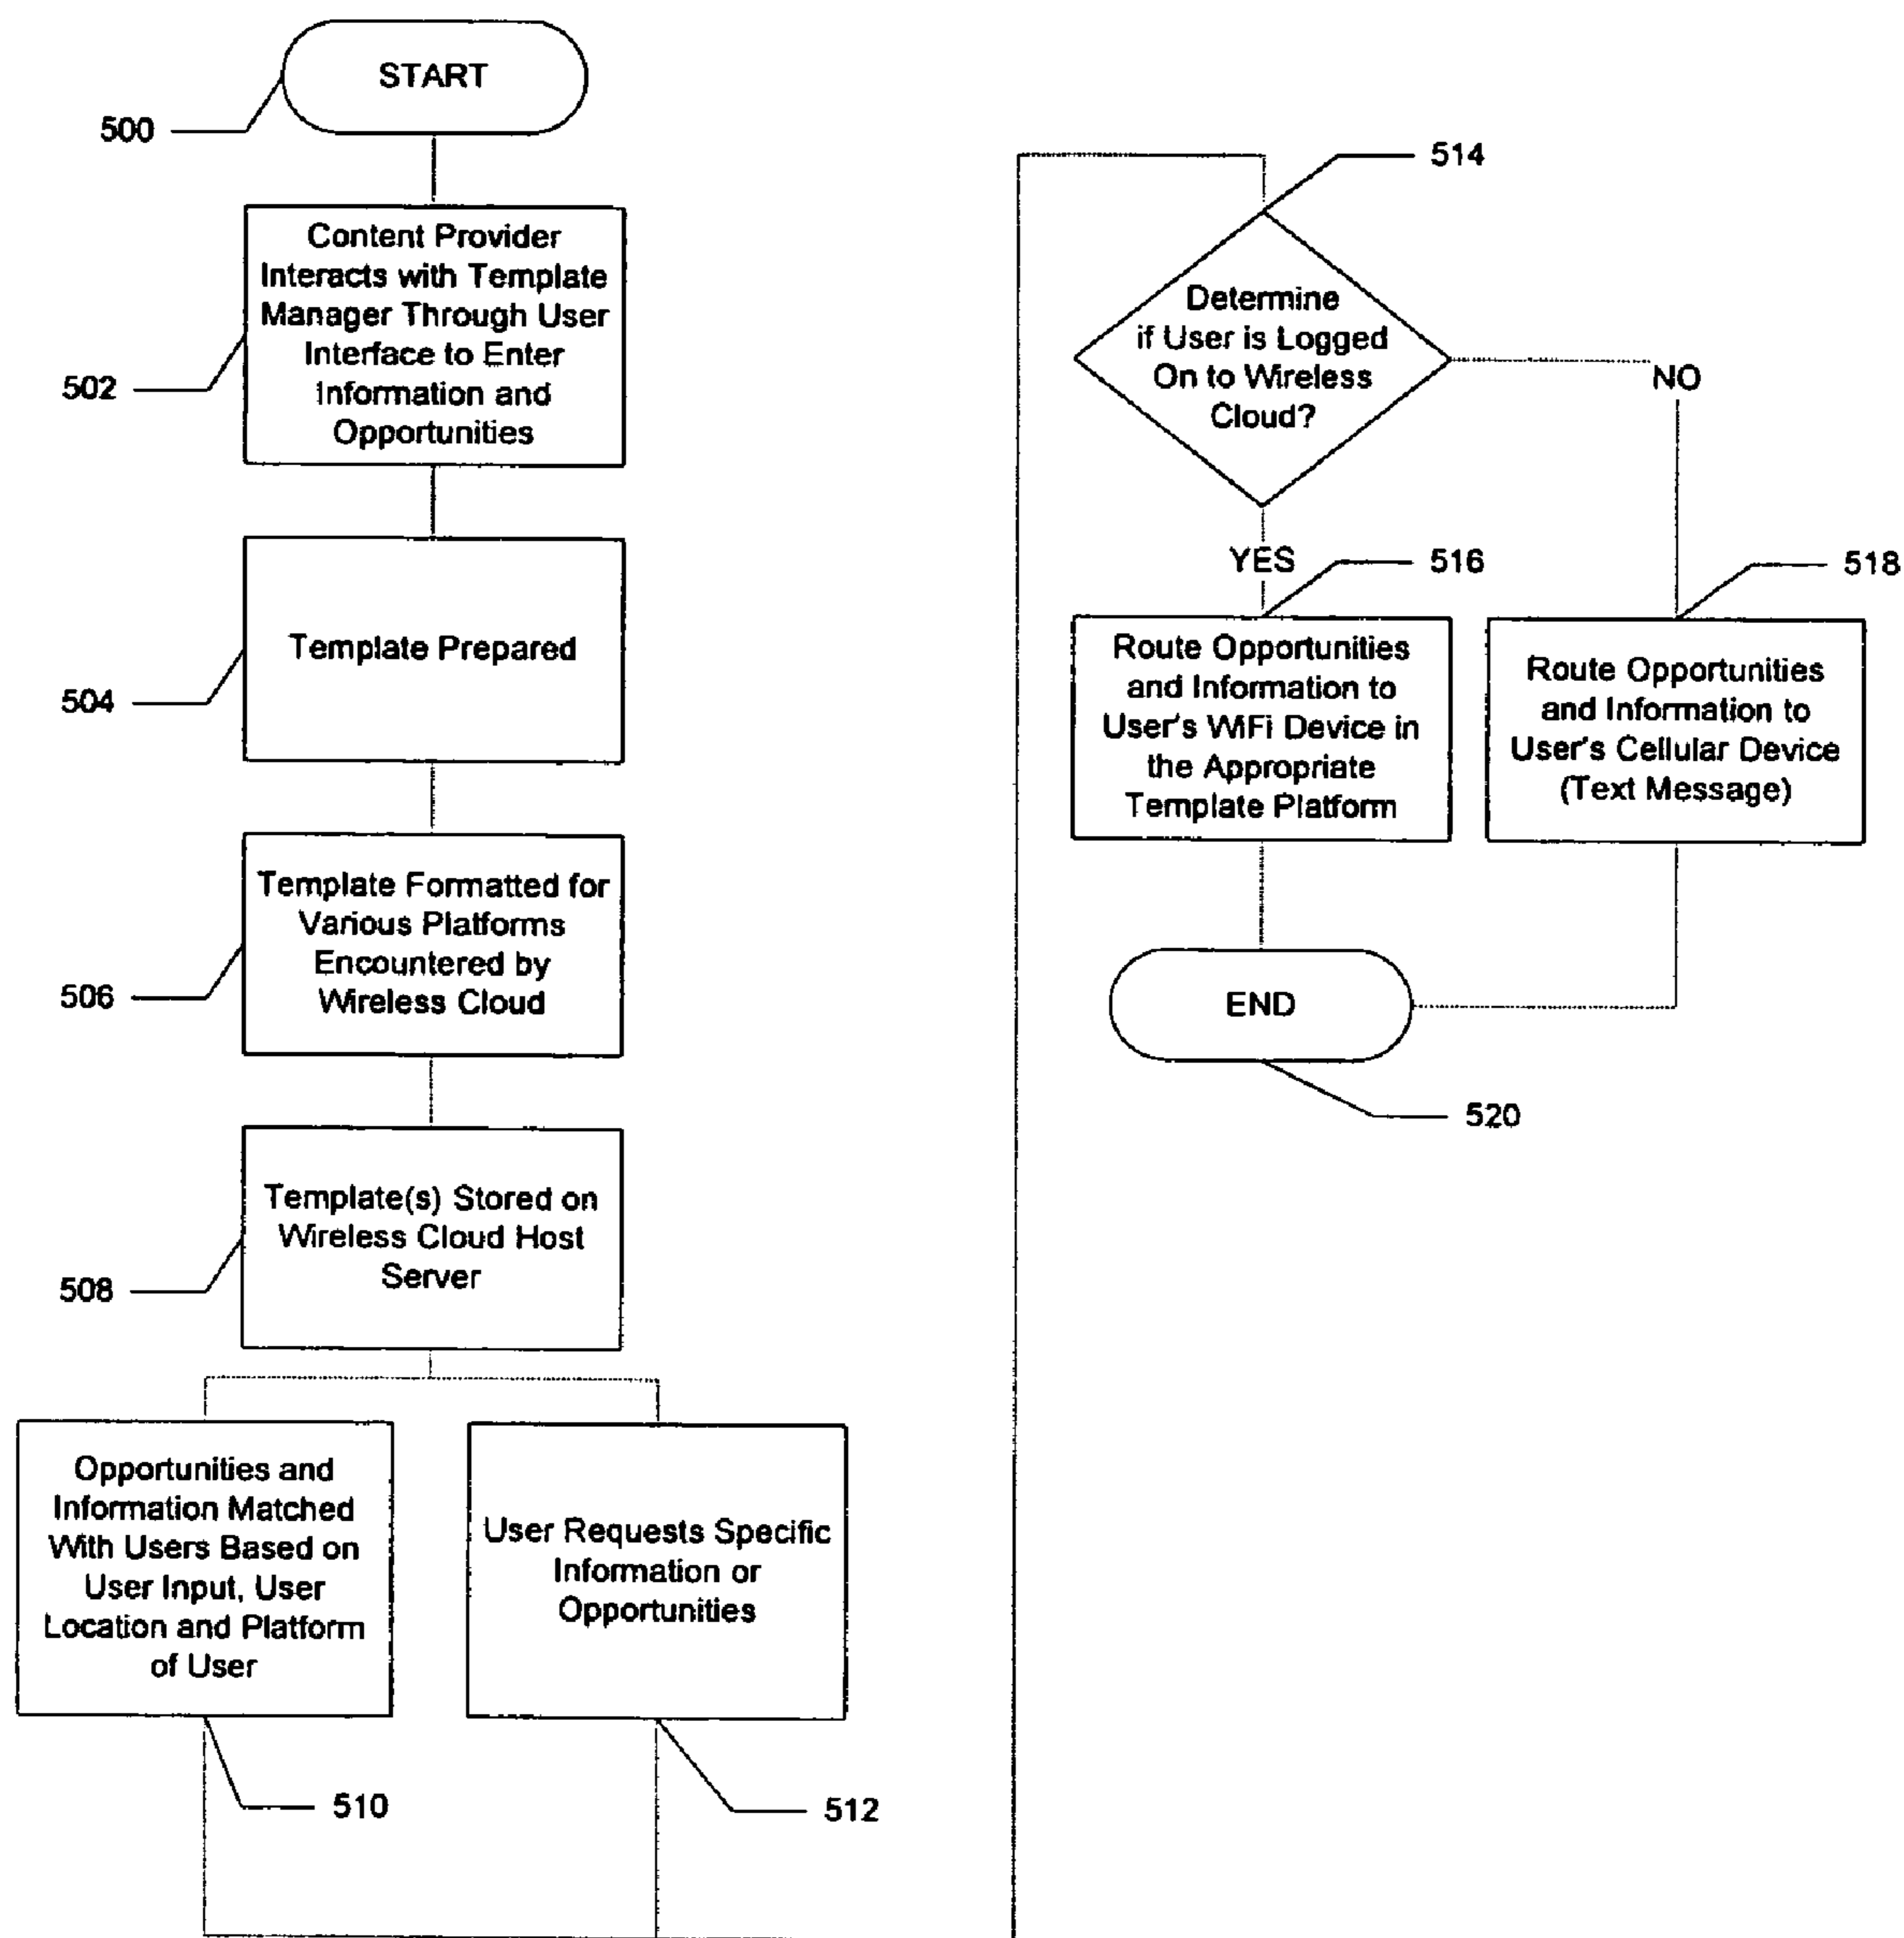 START
500
Content Provider
Interacts with Template
Manager Through User
Interface to Enter
Information and
Opportunities
502
Template Prepared
504
Template Formatted for
Various Platforms
Encountered by
Wireless Cloud
506
Template(s) Stored on
Wireless Cloud Host
Server
508
Opportunities and
Information Matched
With Users Based on
User Input, User
Location and Platform
of User
510
User Requests Specific
Information or
Opportunities
512
514
Determine
if User is Logged
On to Wireless
Cloud?
NO
YES
516
518
Route Opportunities
and Information to
User's WiFi Device in
the Appropriate
Template Platform
Route Opportunities
and Information to
User's Cellular Device
(Text Message)
END
520